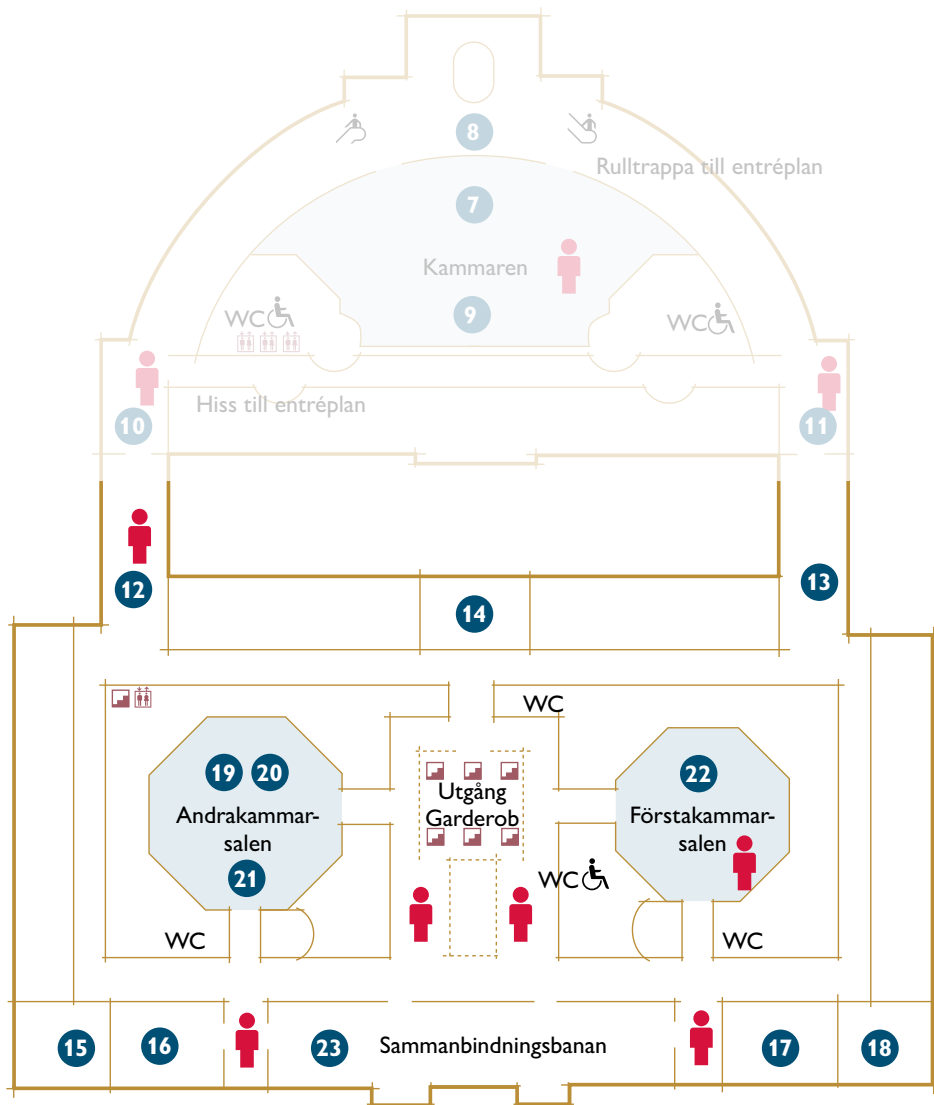 8
Rulltrappa till entréplan
7
Kammaren
9
WC
WC
Hiss till entréplan
10
11
12
13
14
WC
19
20
22
Utgång
Garderob
Andrakammar-
salen
Förstakammar-
salen
21
WC
WC
WC
15
16
23
Sammanbindningsbanan
17
18